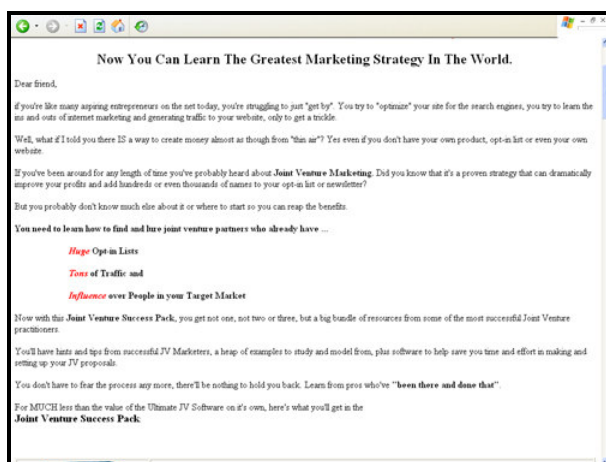 Now You Can Learn The Greatest Marketing Strategy In The World.
Dear friend,
if you're like many aspiring entrepreneurs on the net today, you're struggling to just "get by". You try to "optimize" your site for the search engines, you try to learn the
ins and outs of internet marketing and generating traffic to your website, only to get a trickle.
Well, what if I told you there IS a way to create money almost as though from "thin air"? Yes even if you don't have your own product, opt-in list or even your own
website.
If you've been around for any length of time you've probably heard about Joint Venture Marketing. Did you know that it's a proven strategy that can dramatically
improve your profits and add hundreds or even thousands of names to your opt-in list or newsletter?
But you probably don't know much else about it or where to start so you can reap the benefits.
You need to learn how to find and lure joint venture partners who already have ...
Huge Opt-in Lists
Tons of Traffic and
Influence over People in your Target Market
Now with this Joint Venture Success Pack, you get not one, not two or three, but a big bundle of resources from some of the most successful Joint Venture
practitioners.
You'll have hints and tips from successful JV Marketers, a heap of examples to study and model from, plus software to help save you time and effort in making and
setting up your JV proposals.
You don't have to fear the process any more, there'll be nothing to hold you back. Learn from pros who've "been there and done that".
For MUCH less than the value of the Ultimate JV Software on it's own, here's what you'll get in the
Joint Venture Success Pack: